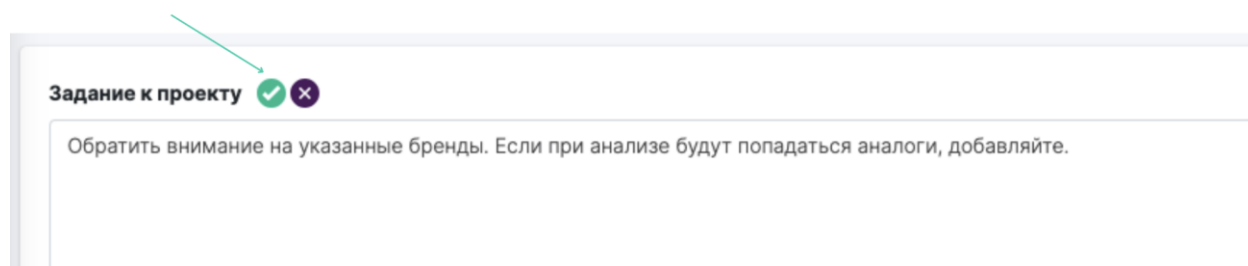 Задание к проекту
Обратить внимание на указанные бренды. Если при анализе будут попадаться аналоги, добавляйте.